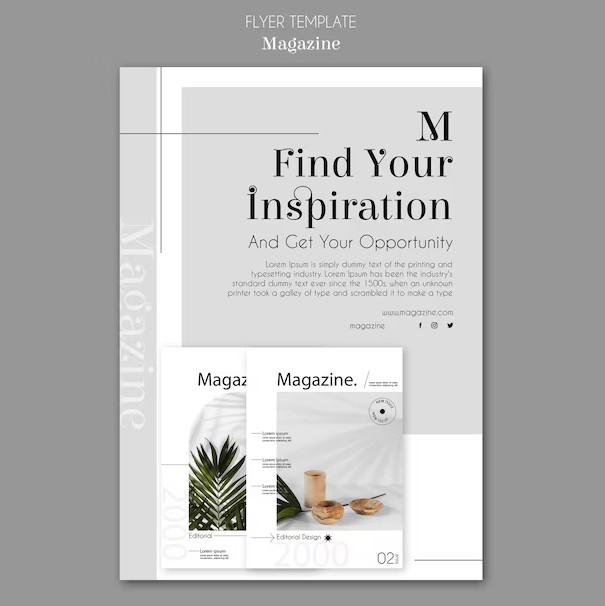 FLYER TEMPLATE
Magazine
M
Find Your
Inspiration
And Get Your Opportunity
Lorem Ipsum is simply dummy text of the printing and
typesetting industry. Lorem Ipsum has been the industry's
standard dummy text ever since the 1500s, when an unknown
printer took a galley of type and scrambled it to make a type
www.magazine.com
magazine
Magazine
Magaz
Editorial
Lorem ipsum
2000
Magazine.
NEW ISSUE
Lorem ipsum
Lorem ipsum
Lorem ipsum
Editorial Design
2000
02